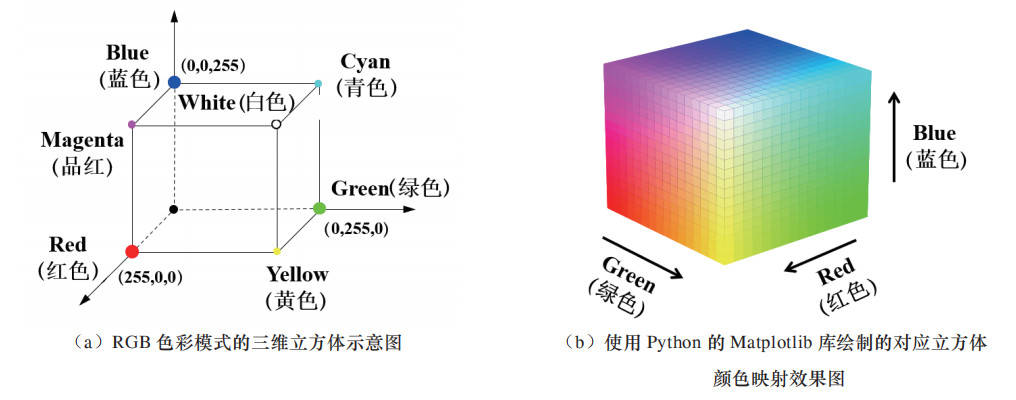 Blue
(蓝色)
(0,0,255)
Cyan
(青色)
White(白色)
Magenta
(品红)
Green(绿色)
(0,255,0)
Red
(红色)
(255,0,0)
Yellow
(黄色)
(a)RGB 色彩模式的三维立方体示意图
Blue
(蓝色)
Green
(绿色)
Red
(红色)
(b)使用 Python 的 Matplotlib 库绘制的对应立方体
颜色映射效果图